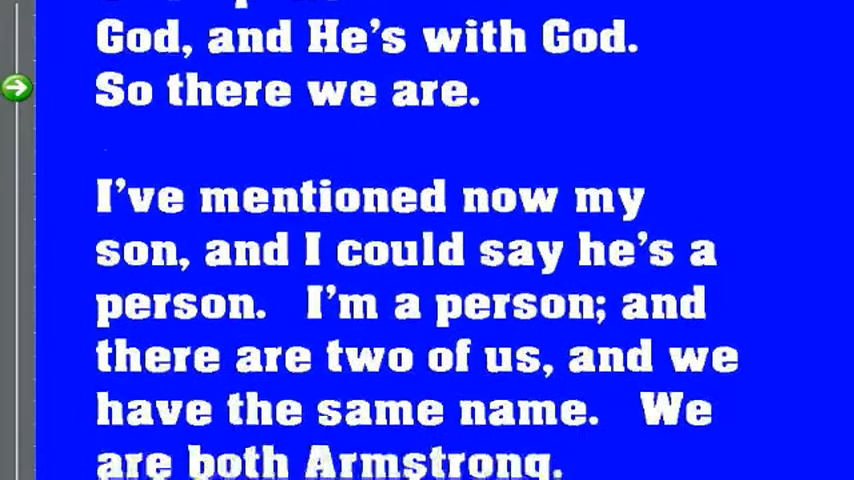 God, and He's with God.
So there we are.
I've mentioned now my
son, and I could say he's a
person. I'm a person; and
there are two of us, and we
have the same name. We
are both Armstrong.